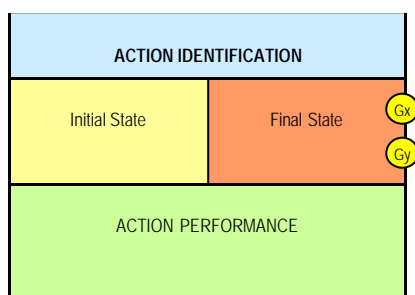 ACTION IDENTIFICATION
Initial State
Final State
Gx
Gy
ACTION PERFORMANCE